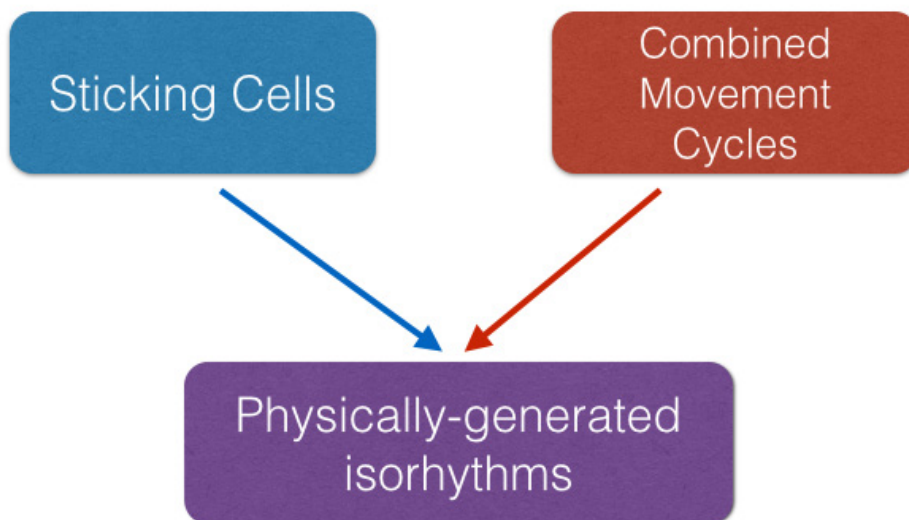 Sticking Cells
Combined
Movement
Cycles
Physically-generated
isorhythms